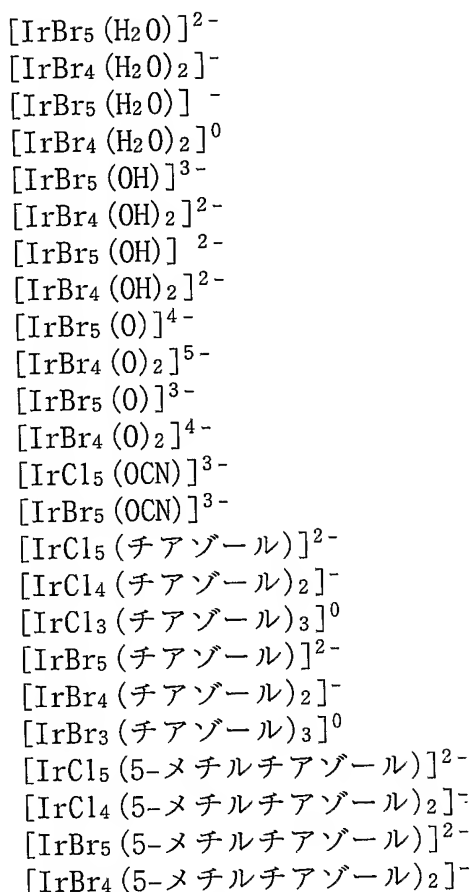 [IrBr5(H2O)]2-
[IrBr4(H2O)2]-
[IrBr5(H2O)] -
[IrBr4(H2O)2]0
[IrBr5(OH)]3-
[IrBr4(OH)2]2-
[IrBr5(OH)] 2-
[IrBr4(OH)2]2-
[IrBr5(O)]4-
[IrBr4(O)2]5-
[IrBr5(O)]3-
[IrBr4(O)2]4-
[IrCl5(OCN)]3-
[IrBr5(OCN)]3-
[IrCl5(チアゾール)]2-
[IrCl4(チアゾール)2]-
[IrCl3(チアゾール)3]0
[IrBr5(チアゾール)]2-
[IrBr4(チアゾール)2]-
[IrBr3(チアゾール)3]0
[IrCl5(5-メチルチアゾール)]2-
[IrCl4(5-メチルチアゾール)2]-
[IrBr5(5-メチルチアゾール)]2-
[IrBr4(5-メチルチアゾール)2]-